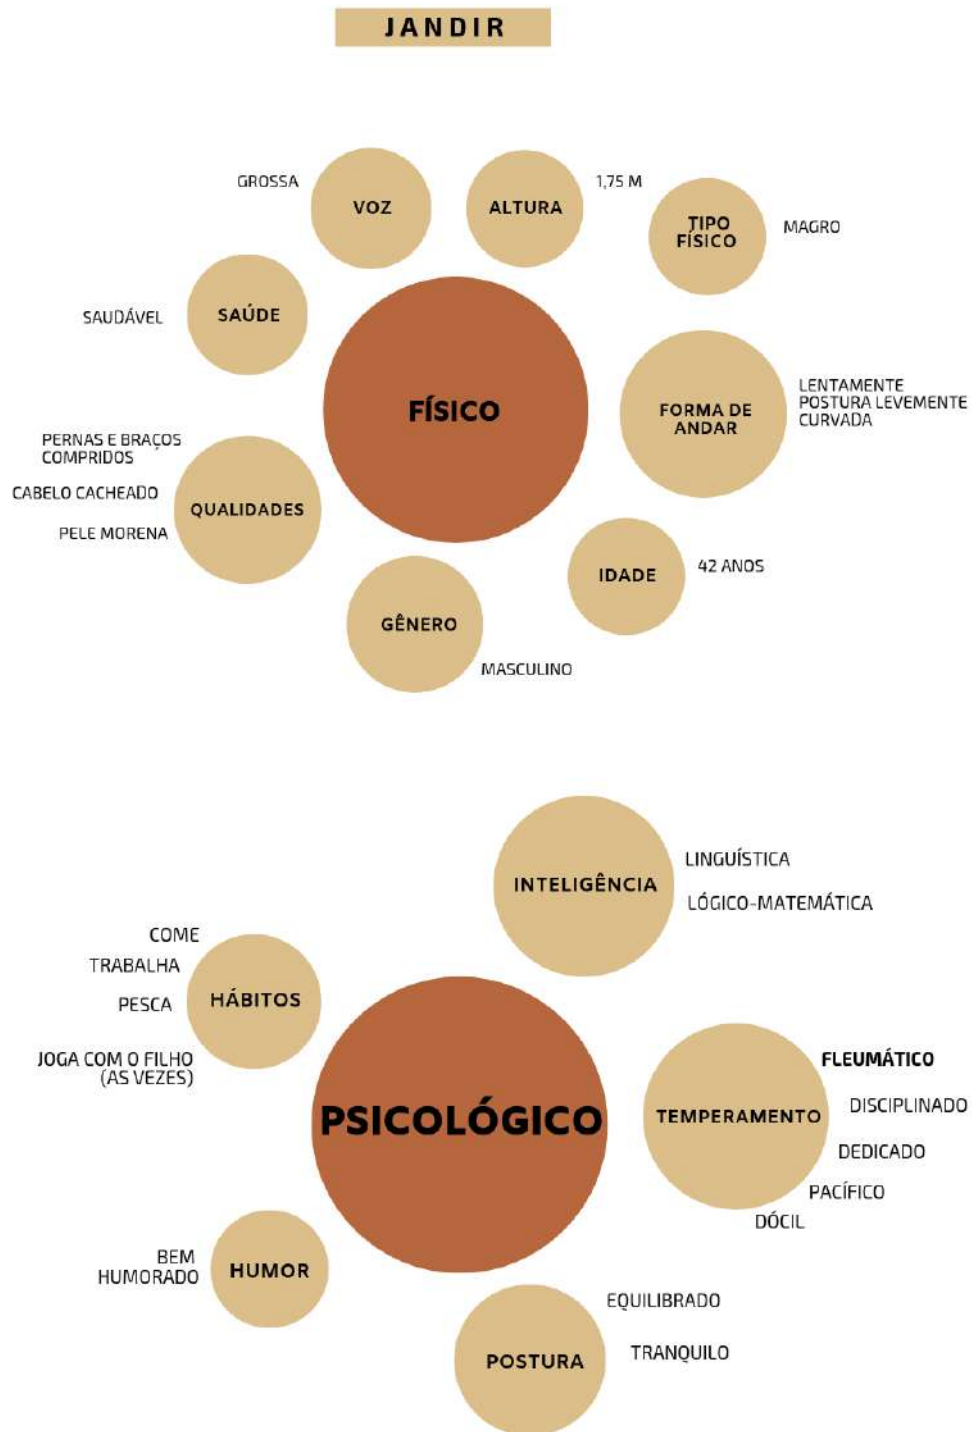 JANDIR
GROSSA
VOZ
ALTURA
1,75 M
TIPO
FÍSICO
MAGRO
SAUDÁVEL
SAÚDE
FÍSICO
FORMA DE
ANDAR
LENTAMENTE
POSTURA LEVEMENTE
CURVADA
PERNAS E BRAÇOS
COMPRIDOS
CABELO CACHEADO
PELE MORENA
QUALIDADES
IDADE
42 ANOS
GÊNERO
MASCULINO
INTELIGÊNCIA
LINGUÍSTICA
LÓGICO-MATEMÁTICA
COME
TRABALHA
PESCA
JOGA COM O FILHO
(AS VEZES)
HÁBITOS
PSICOLÓGICO
TEMPERAMENTO
FLEUMÁTICO
DISCIPLINADO
DEDICADO
PACÍFICO
DÓCIL
BEM
HUMORADO
HUMOR
POSTURA
EQUILIBRADO
TRANQUILO